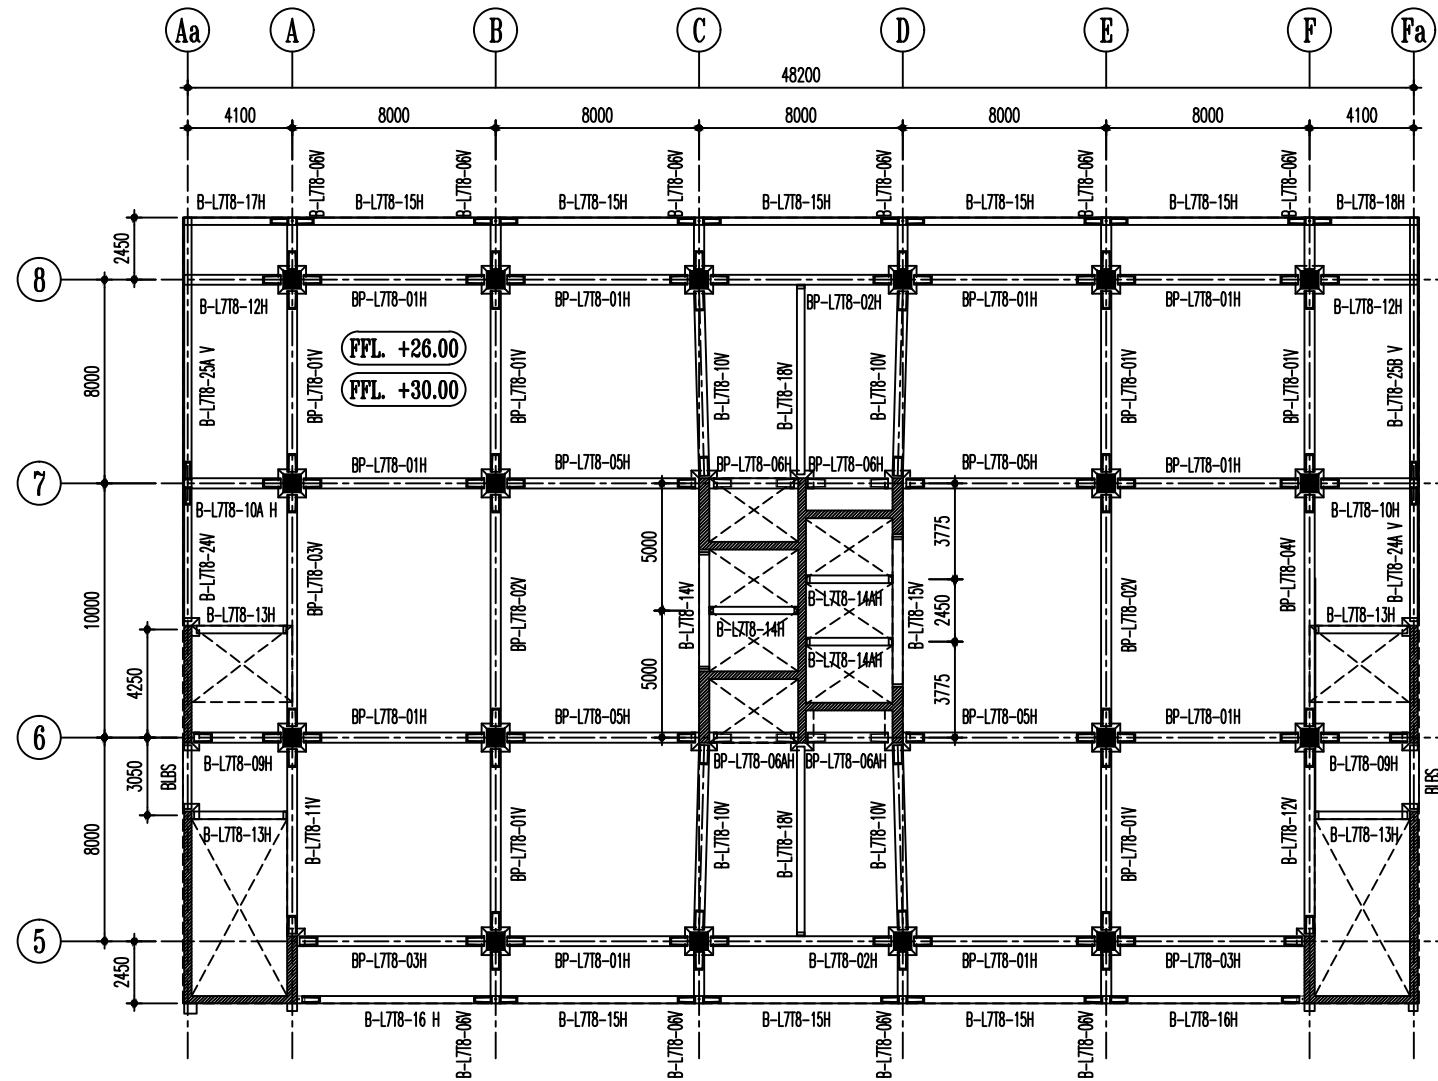 Aa A B C D E F Fa
48200
4100 8000 8000 8000 8000 8000 4100
B-L7T8-06V B-L7T8-06V B-L7T8-06V B-L7T8-06V B-L7T8-06V B-L7T8-06V
B-L7T8-17H B-L7T8-15H B-L7T8-15H B-L7T8-15H B-L7T8-15H B-L7T8-15H B-L7T8-18H
2450
8
B-L7T8-12H BP-L7T8-01H BP-L7T8-01H BP-L7T8-02H BP-L7T8-01H BP-L7T8-01H B-L7T8-12H
FFL. +26.00
FFL. +30.00
8000
B-L7T8-25A V BP-L7T8-01V BP-L7T8-01V B-L7T8-10V B-L7T8-18V B-L7T8-10V BP-L7T8-01V BP-L7T8-01V B-L7T8-25B V
BP-L7T8-01H BP-L7T8-05H BP-L7T8-06H BP-L7T8-06H BP-L7T8-05H BP-L7T8-01H
7
B-L7T8-10A H B-L7T8-10H
5000 3775
B-L7T8-24V BP-L7T8-03V BP-L7T8-02V B-L7T8-14V B-L7T8-15V BP-L7T8-02V BP-L7T8-04V B-L7T8-24A V
10000
B-L7T8-13H B-L7T8-14H B-L7T8-14AH 2450 B-L7T8-13H
B-L7T8-14AH
4250 5000 3775
BP-L7T8-01H BP-L7T8-05H BP-L7T8-05H BP-L7T8-01H
6
B-L7T8-09H BP-L7T8-06AH BP-L7T8-06AH B-L7T8-09H
3050 BLBS BLBS
8000
B-L7T8-13H B-L7T8-11V BP-L7T8-01V B-L7T8-10V B-L7T8-18V B-L7T8-10V BP-L7T8-01V B-L7T8-12V B-L7T8-13H
5
BP-L7T8-03H BP-L7T8-01H B-L7T8-02H BP-L7T8-01H BP-L7T8-03H
2450
B-L7T8-16 H B-L7T8-15H B-L7T8-15H B-L7T8-15H B-L7T8-16H
B-L7T8-06V B-L7T8-06V B-L7T8-06V B-L7T8-06V